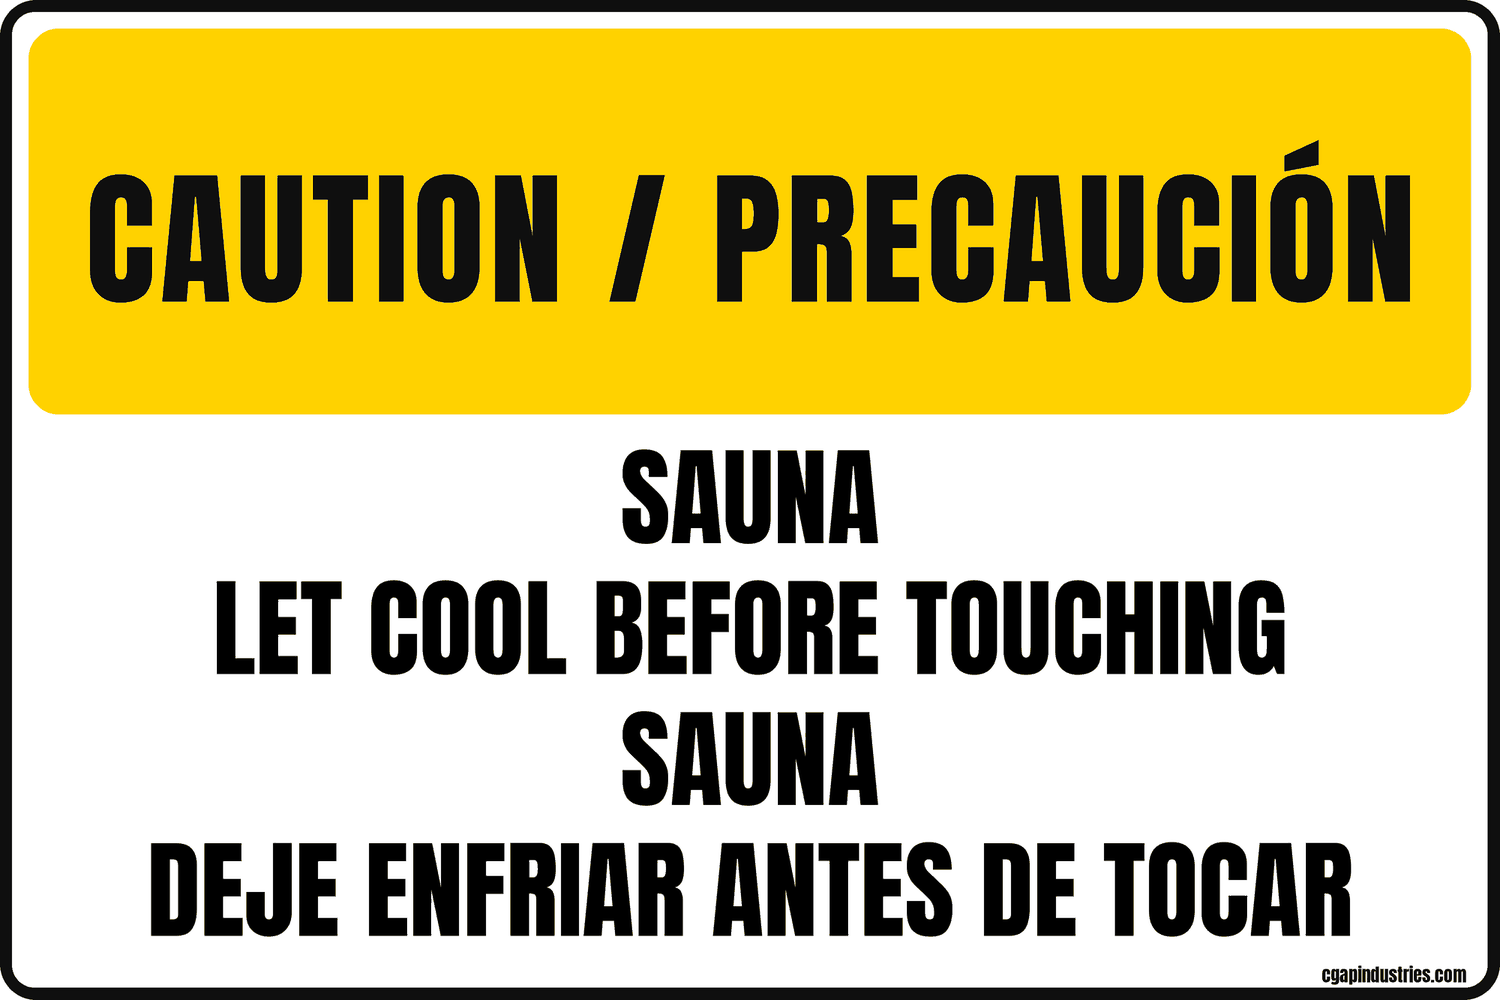 CAUTION / PRECAUCIÓN
SAUNA
LET COOL BEFORE TOUCHING
SAUNA
DEJE ENFRIAR ANTES DE TOCAR
cgapindustries.com